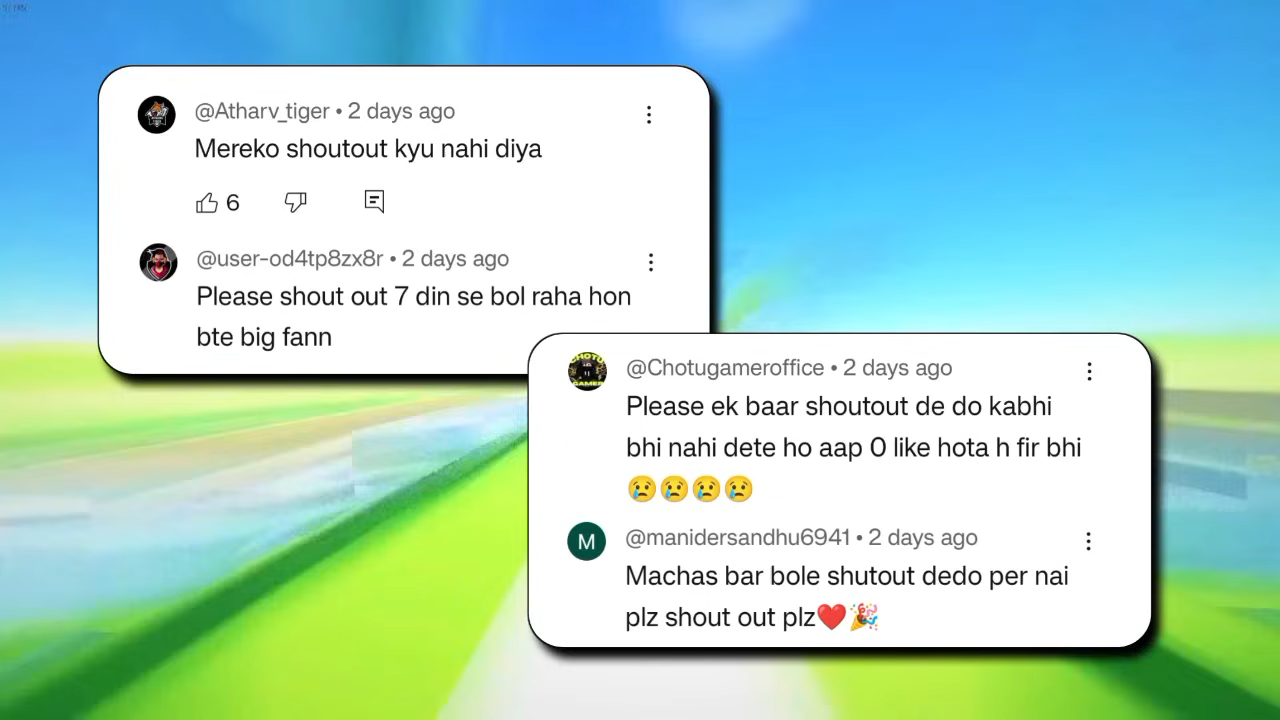 @Atharv_tiger • 2 days ago
Mereko shoutout kyu nahi diya
6
@user-od4tp8zx8r • 2 days ago
Please shout out 7 din se bol raha hon
bte big fann
CHOTU
GAMER
@Chotugameroffice • 2 days ago
Please ek baar shoutout de do kabhi
bhi nahi dete ho aap 0 like hota h fir bhi
😢😢😢😢
M
@manidersandhu6941 • 2 days ago
Machas bar bole shutout dedo per nai
plz shout out plz❤️🎉